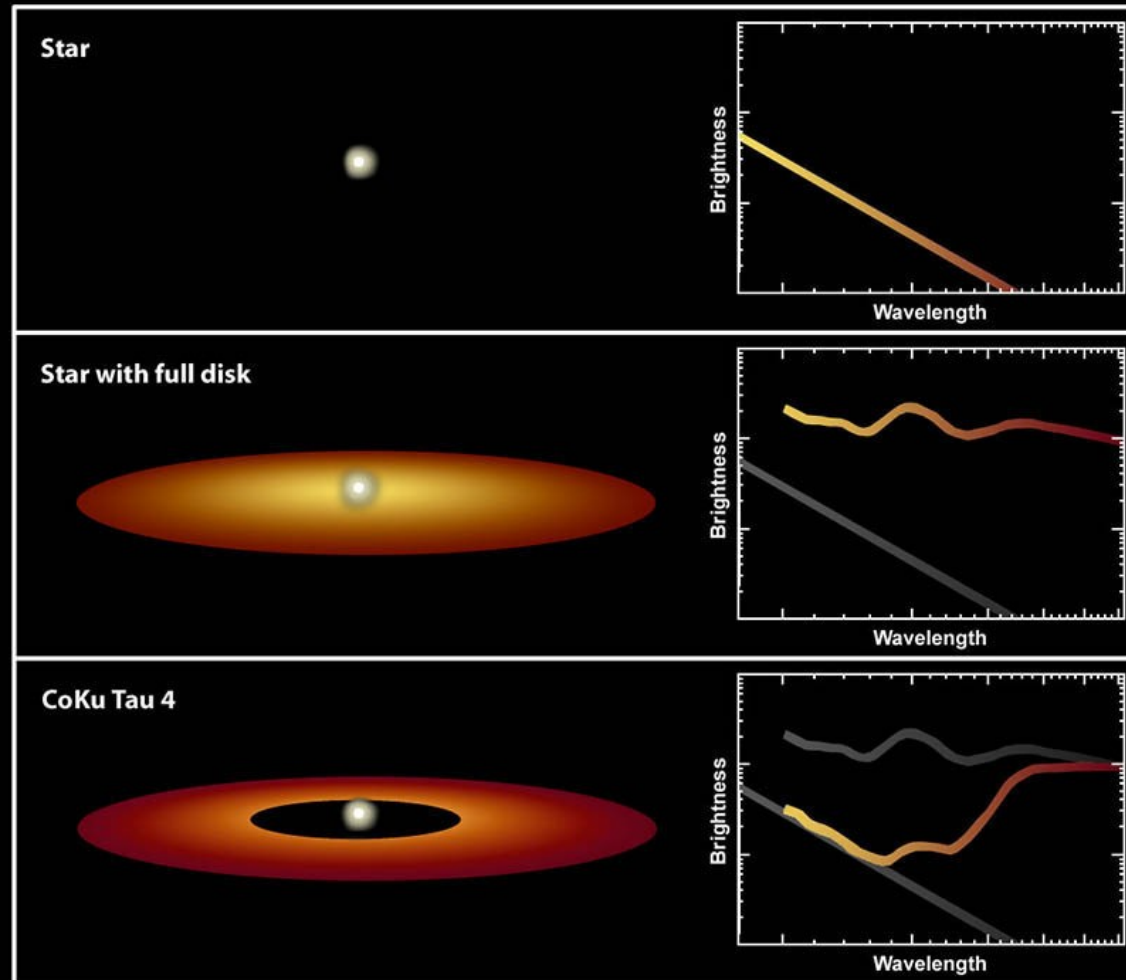 Star
Brightness
Wavelength
Star with full disk
Brightness
Wavelength
CoKu Tau 4
Brightness
Wavelength